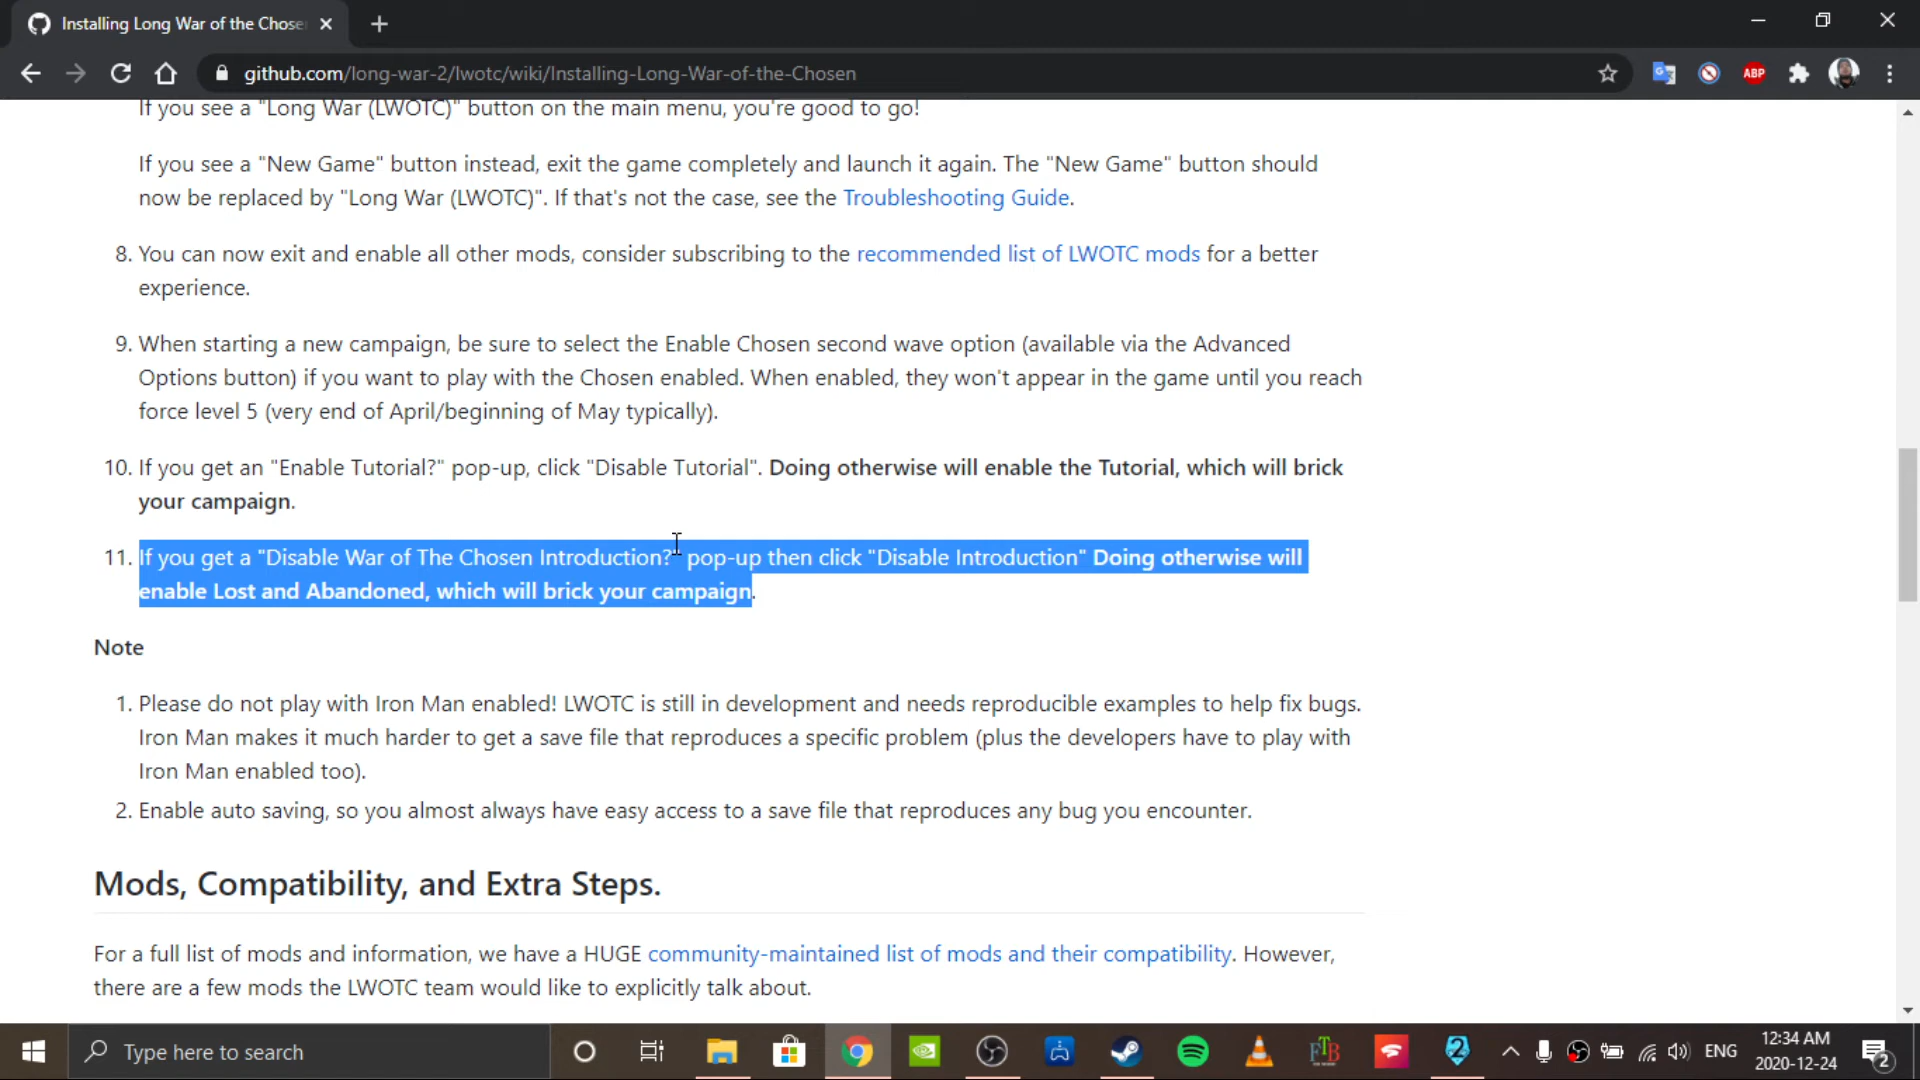 Installing Long War of the Chose
github.com/long-war-2/lwotc/wiki/Installing-Long-War-of-the-Chosen
ABP
If you see a "Long War (LWOTC)" button on the main menu, you're good to go!
If you see a "New Game" button instead, exit the game completely and launch it again. The "New Game" button should
now be replaced by "Long War (LWOTC)". If that's not the case, see the Troubleshooting Guide.
8. You can now exit and enable all other mods, consider subscribing to the recommended list of LWOTC mods for a better
experience.
9. When starting a new campaign, be sure to select the Enable Chosen second wave option (available via the Advanced
Options button) if you want to play with the Chosen enabled. When enabled, they won't appear in the game until you reach
force level 5 (very end of April/beginning of May typically).
10. If you get an "Enable Tutorial?" pop-up, click "Disable Tutorial". Doing otherwise will enable the Tutorial, which will brick
your campaign.
11. If you get a "Disable War of The Chosen Introduction?" pop-up then click "Disable Introduction" Doing otherwise will
enable Lost and Abandoned, which will brick your campaign.
Note
1. Please do not play with Iron Man enabled! LWOTC is still in development and needs reproducible examples to help fix bugs.
Iron Man makes it much harder to get a save file that reproduces a specific problem (plus the developers have to play with
Iron Man enabled too).
2. Enable auto saving, so you almost always have easy access to a save file that reproduces any bug you encounter.
Mods, Compatibility, and Extra Steps.
For a full list of mods and information, we have a HUGE community-maintained list of mods and their compatibility. However,
there are a few mods the LWOTC team would like to explicitly talk about.
Type here to search
FTB
2
ENG
12:34 AM
2020-12-24
2